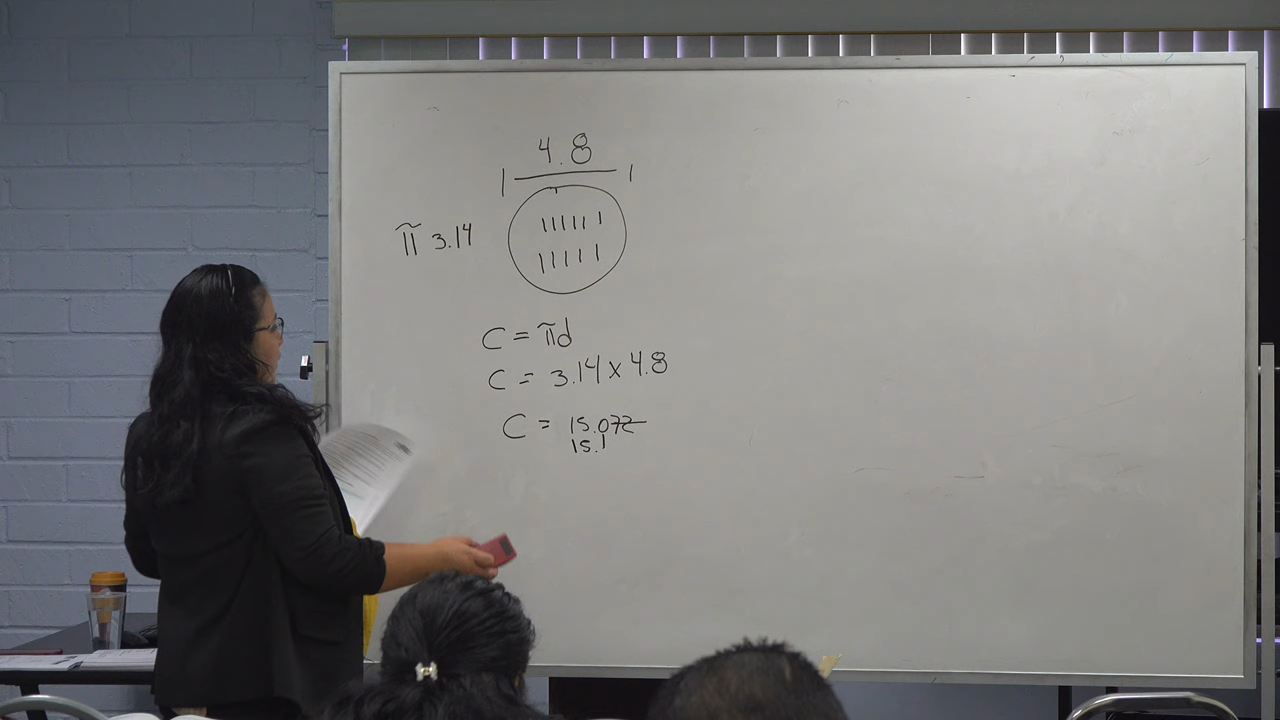 4.8
π 3.14
C = πd
C = 3.14 x 4.8
C = 15.072
15.1